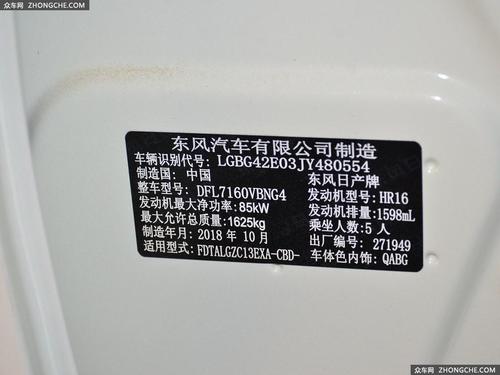 众车网 ZHONGCHE.COM
东风汽车有限公司制造
车辆识别代号: LGBG42E03JY480554
制造国: 中国 东风日产牌
整车型号: DFL7160VBNG4 发动机型号: HR16
发动机最大净功率: 85kW 发动机排量: 1598mL
最大允许总质量: 1625kg 乘坐人数: 5 人
制造年月: 2018 年 10 月 出厂编号: 271949
适用型式: FDTALGZC13EXA-CBD- 车体色内饰: QABG
众车网 ZHONGCHE.COM